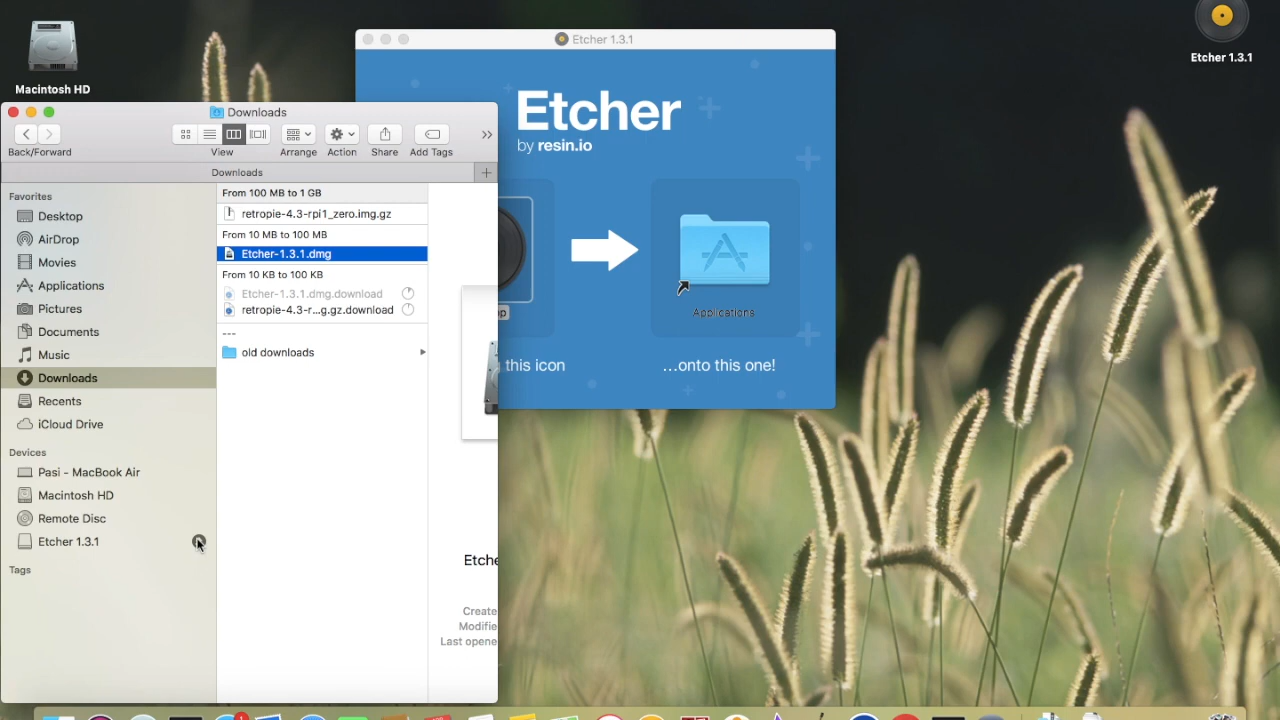 Macintosh HD
Etcher 1.3.1
Etcher 1.3.1
Etcher
by resin.io
this icon
...onto this one!
Applications
Downloads
Back/Forward
View
Arrange
Action
Share
Add Tags
Downloads
Favorites
Desktop
AirDrop
Movies
Applications
Pictures
Documents
Music
Downloads
Recents
iCloud Drive
Devices
Pasi - MacBook Air
Macintosh HD
Remote Disc
Etcher 1.3.1
Tags
From 100 MB to 1 GB
retropie-4.3-rpi1_zero.img.gz
From 10 MB to 100 MB
Etcher-1.3.1.dmg
From 10 KB to 100 KB
Etcher-1.3.1.dmg.download
retropie-4.3-r...g.gz.download
---
old downloads
Etche
Create
Modifie
Last opene